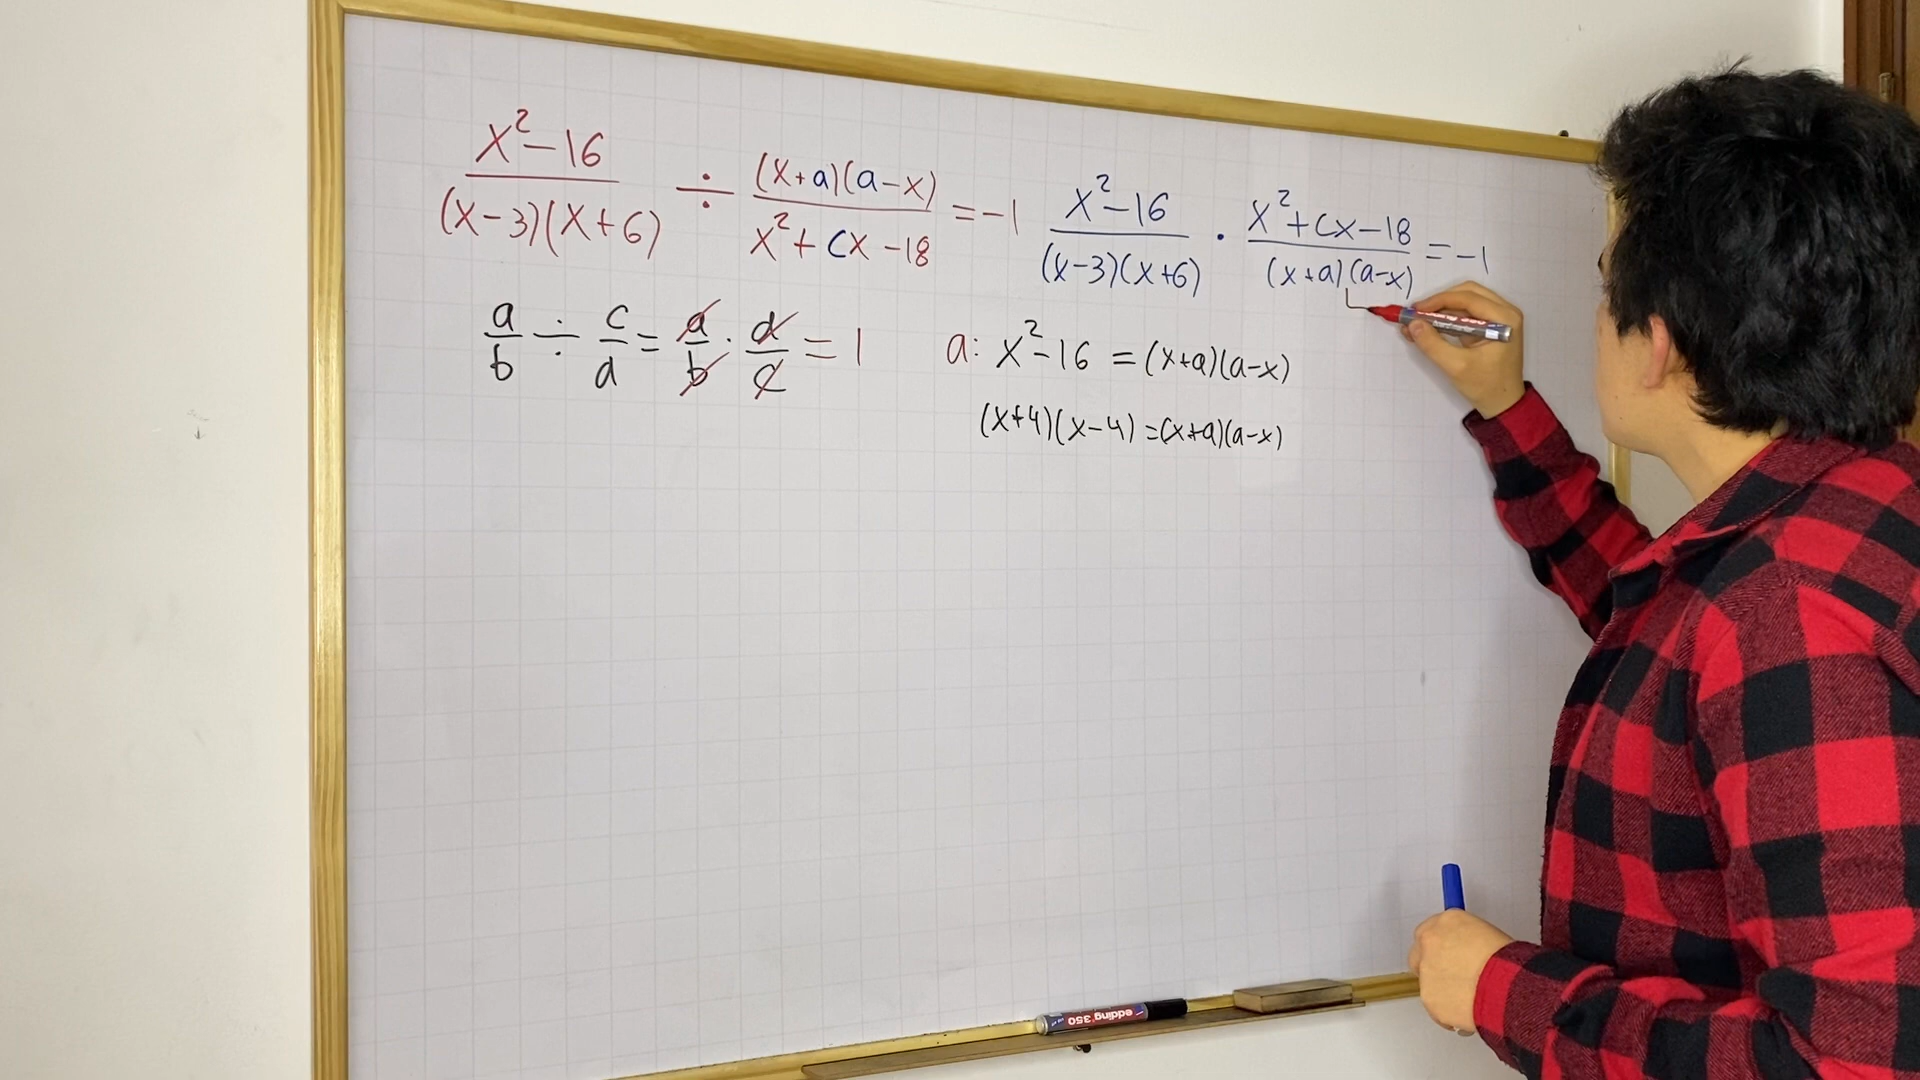 x²-16 / (x-3)(x+6) ÷ (x+a)(a-x) / x²+cx-18 = -1
x²-16 / (x-3)(x+6) · x²+cx-18 / (x+a)(a-x) = -1
a/b ÷ c/d = a/b · d/c = 1
a: x²-16 = (x+a)(a-x)
(x+4)(x-4) = (x+a)(a-x)
edding 350